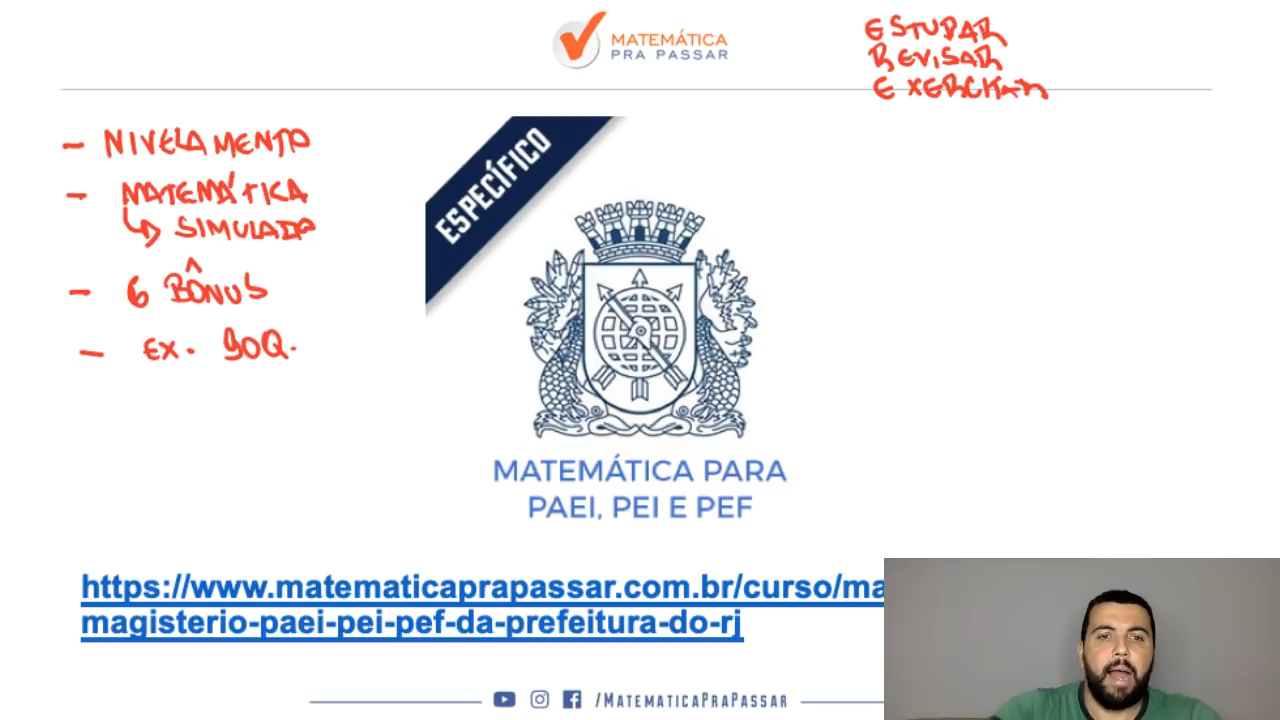 MATEMÁTICA
PRA PASSAR
ESTUDAR
REVISAR
EXERCITAR
- NIVELAMENTO
- MATEMÁTICA
↳ SIMULADO
- 6 BÔNUS
- EX. 90Q.
ESPECÍFICO
MATEMÁTICA PARA
PAEI, PEI E PEF
https://www.matematicaprapassar.com.br/curso/ma
magisterio-paei-pei-pef-da-prefeitura-do-rj
/MATEMATICAPRAPASSAR